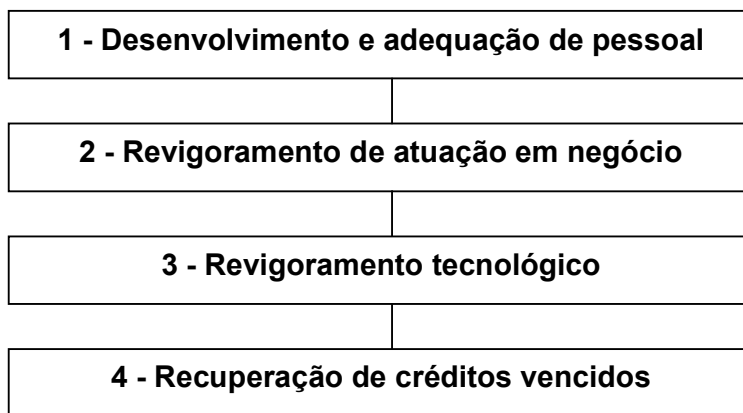 1 - Desenvolvimento e adequação de pessoal
2 - Revigoramento de atuação em negócio
3 - Revigoramento tecnológico
4 - Recuperação de créditos vencidos